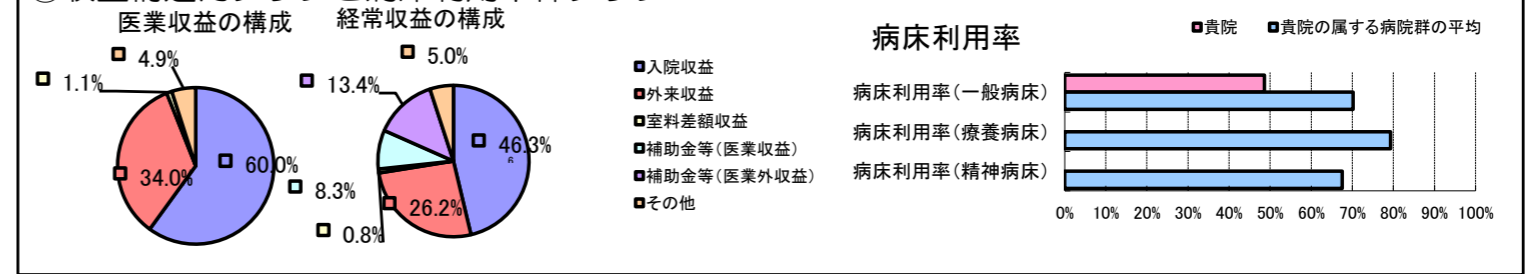 医業収益の構成
経常収益の構成
4.9%
1.1%
60.0%
34.0%
5.0%
13.4%
46.3%
8.3%
26.2%
0.8%
入院収益
外来収益
室料差額収益
補助金等(医業収益)
補助金等(医業外収益)
その他
病床利用率
貴院
貴院の属する病院群の平均
病床利用率(一般病床)
病床利用率(療養病床)
病床利用率(精神病床)
0% 10% 20% 30% 40% 50% 60% 70% 80% 90% 100%